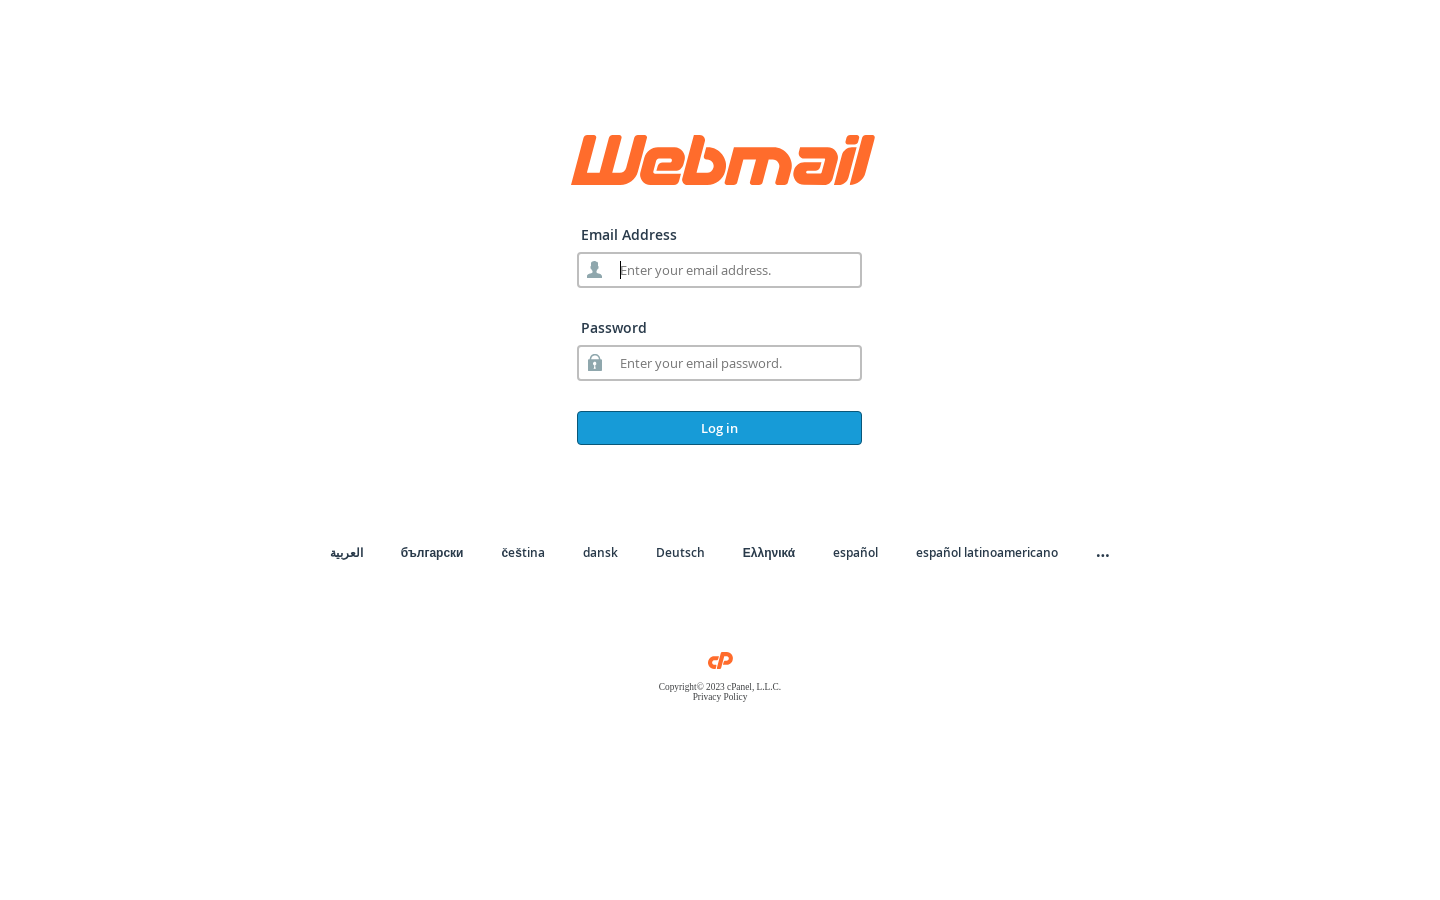 Webmail
Email Address
Enter your email address.
Password
Enter your email password.
Log in
العربية български čeština dansk Deutsch Ελληνικά español español latinoamericano ...
cP
Copyright© 2023 cPanel, L.L.C.
Privacy Policy